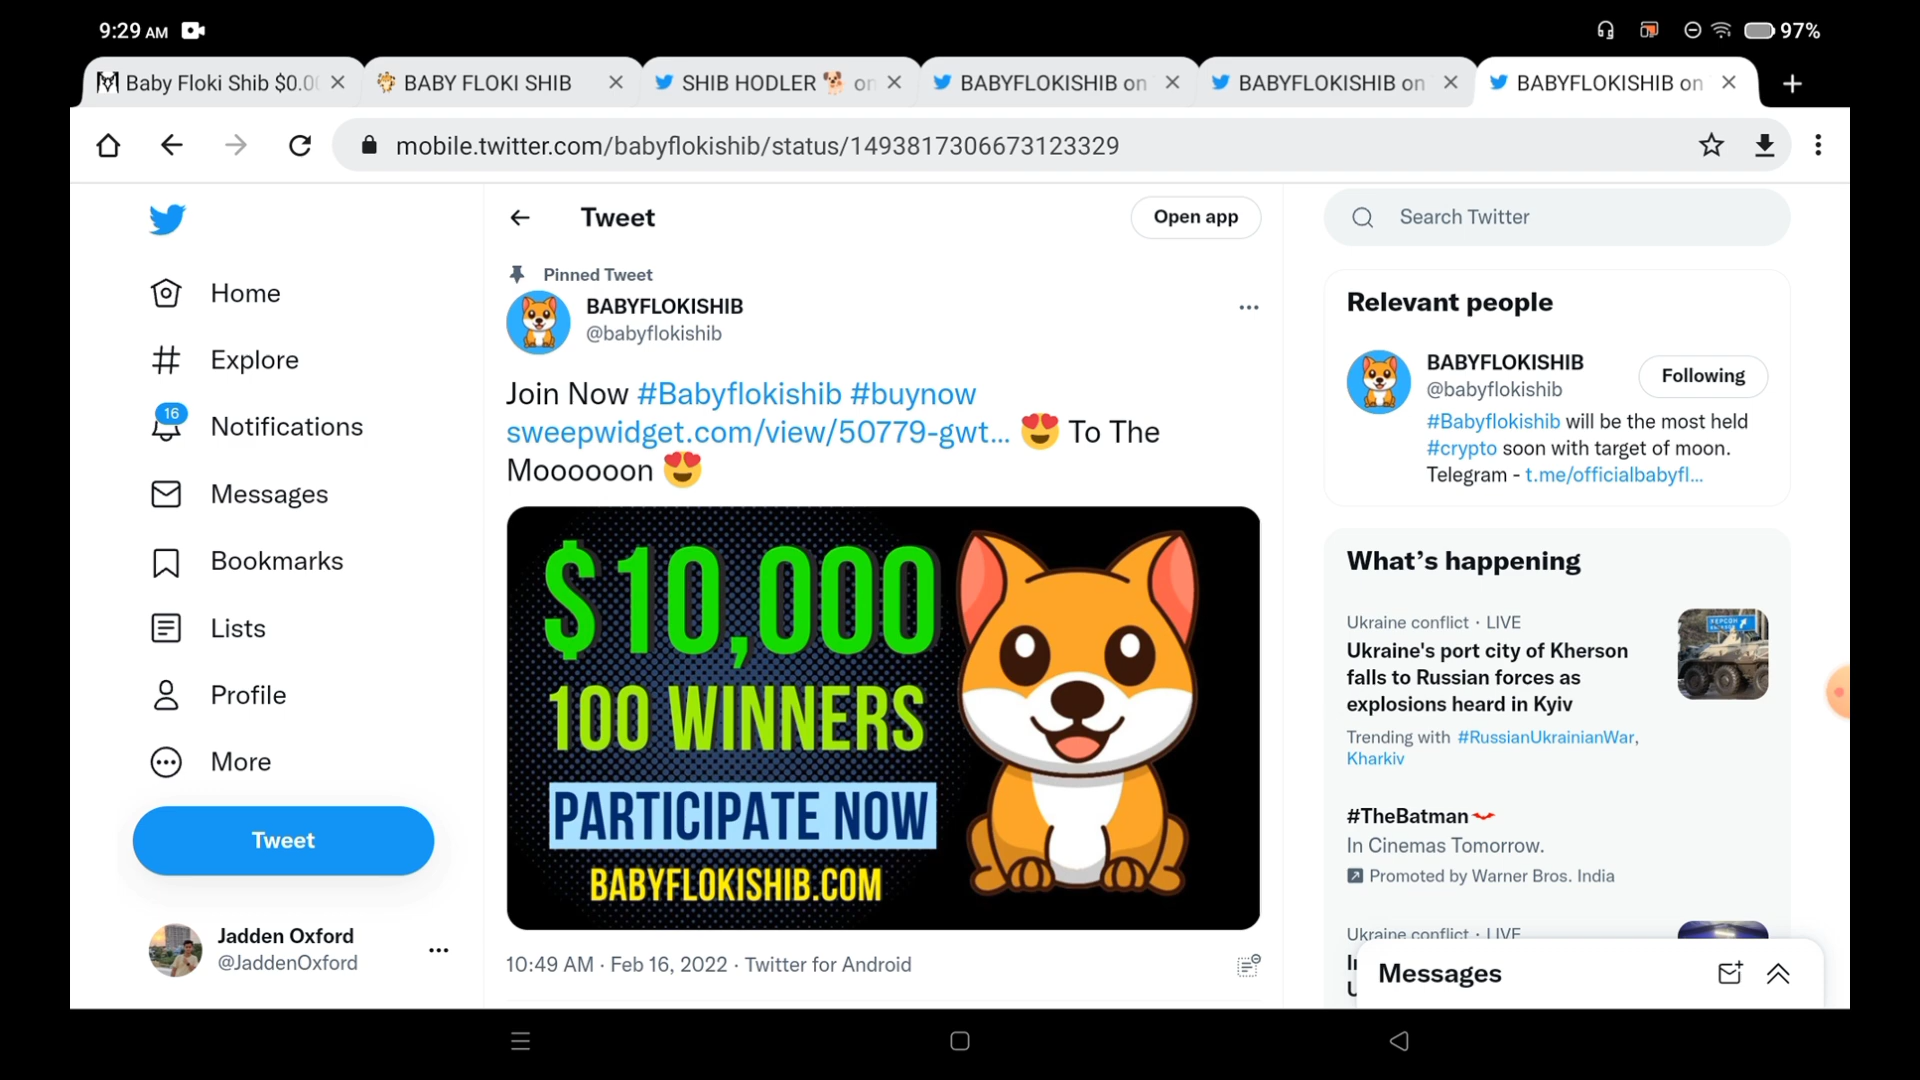 9:29 AM
97%
Baby Floki Shib $0.0
BABY FLOKI SHIB
SHIB HODLER 🐕 on
BABYFLOKISHIB on
BABYFLOKISHIB on
BABYFLOKISHIB on
mobile.twitter.com/babyflokishib/status/1493817306673123329
Home
Explore
16
Notifications
Messages
Bookmarks
Lists
Profile
More
Tweet
Jadden Oxford
@JaddenOxford
Tweet
Open app
Pinned Tweet
BABYFLOKISHIB
@babyflokishib
Join Now #Babyflokishib #buynow
sweepwidget.com/view/50779-gwt… 😍 To The
Moooooon 😍
$10,000
100 WINNERS
PARTICIPATE NOW
BABYFLOKISHIB.COM
10:49 AM · Feb 16, 2022 · Twitter for Android
Search Twitter
Relevant people
BABYFLOKISHIB
@babyflokishib
Following
#Babyflokishib will be the most held
#crypto soon with target of moon.
Telegram - t.me/officialbabyfl…
What’s happening
Ukraine conflict · LIVE
Ukraine's port city of Kherson
falls to Russian forces as
explosions heard in Kyiv
Trending with #RussianUkrainianWar,
Kharkiv
ХЕРСОН
#TheBatman
In Cinemas Tomorrow.
Promoted by Warner Bros. India
Ukraine conflict · LIVE
Messages